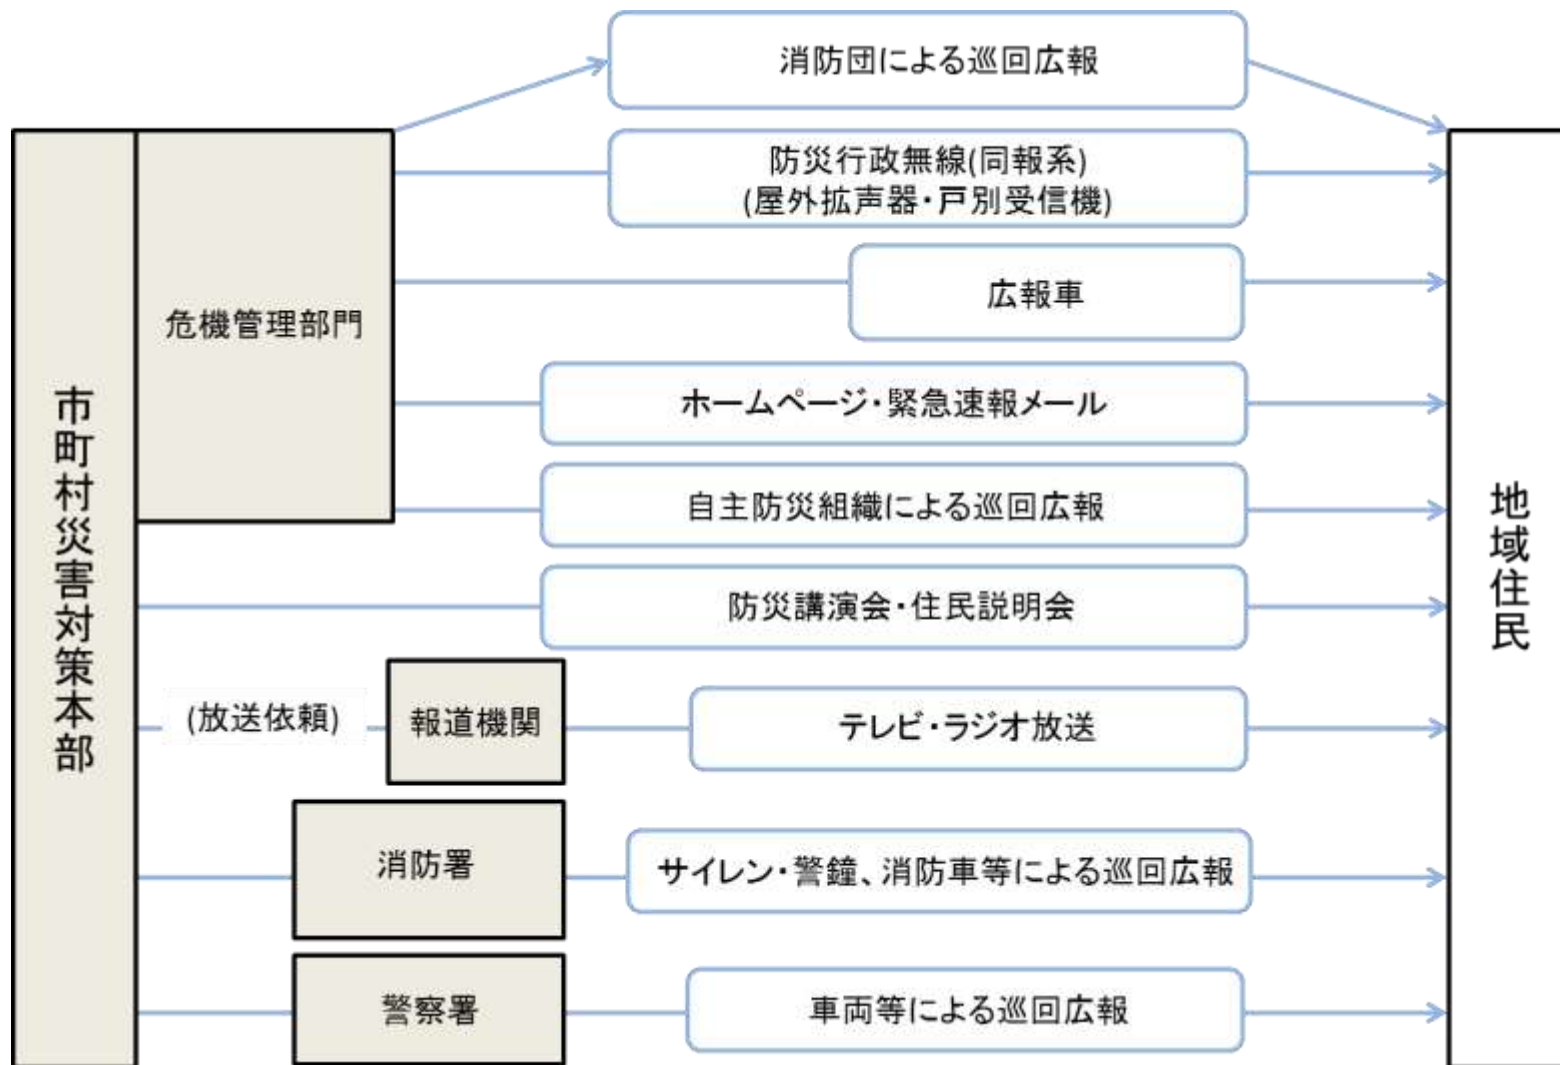 市町村災害対策本部
危機管理部門
消防団による巡回広報
防災行政無線(同報系)
(屋外拡声器・戸別受信機)
広報車
ホームページ・緊急速報メール
自主防災組織による巡回広報
防災講演会・住民説明会
(放送依頼)
報道機関
テレビ・ラジオ放送
消防署
サイレン・警鐘、消防車等による巡回広報
警察署
車両等による巡回広報
地域住民